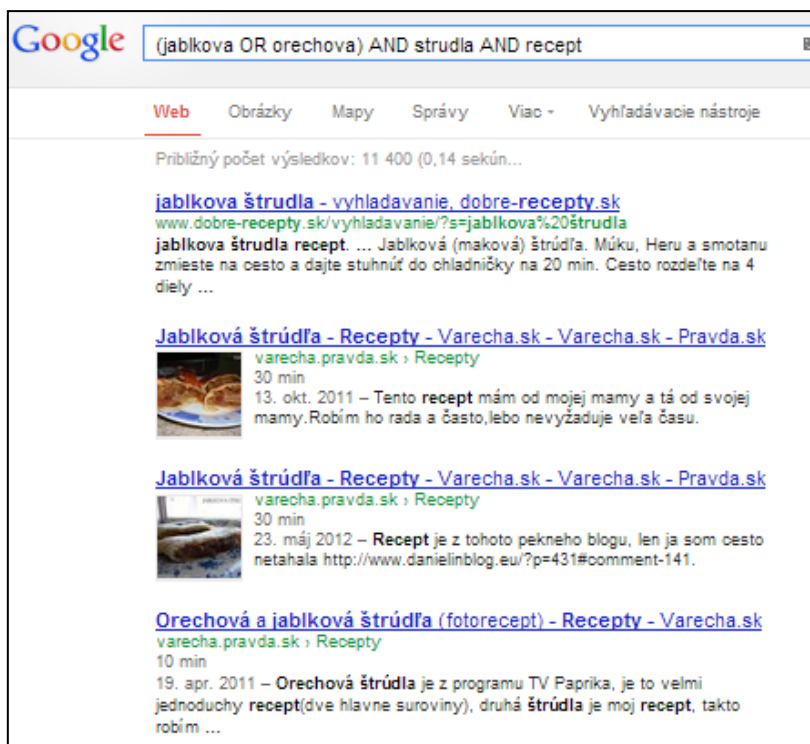 Google
(jablkova OR orechova) AND strudla AND recept
Web Obrázky Mapy Správy Viac Vyhľadávacie nástroje
Približný počet výsledkov: 11 400 (0,14 sekún...
jablkova štrudla - vyhladavanie, dobre-recepty.sk
www.dobre-recepty.sk/vyhladavanie/?s=jablkova%20štrudla
jablkova štrudla recept. ... Jablková (maková) štrúdľa. Múku, Heru a smotanu
zmieste na cesto a dajte stuhnúť do chladničky na 20 min. Cesto rozdeľte na 4
diely ...
Jablková štrúdľa - Recepty - Varecha.sk - Varecha.sk - Pravda.sk
varecha.pravda.sk › Recepty
30 min
13. okt. 2011 – Tento recept mám od mojej mamy a tá od svojej
mamy.Robím ho rada a často,lebo nevyžaduje veľa času.
Jablková štrúdľa - Recepty - Varecha.sk - Varecha.sk - Pravda.sk
varecha.pravda.sk › Recepty
30 min
23. máj 2012 – Recept je z tohoto pekneho blogu, len ja som cesto
netahala http://www.danielinblog.eu/?p=431#comment-141.
Orechová a jablková štrúdľa (fotorecept) - Recepty - Varecha.sk
varecha.pravda.sk › Recepty
10 min
19. apr. 2011 – Orechová štrúdla je z programu TV Paprika, je to velmi
jednoduchy recept(dve hlavne suroviny), druhá štrúdla je moj recept, takto
robím ...